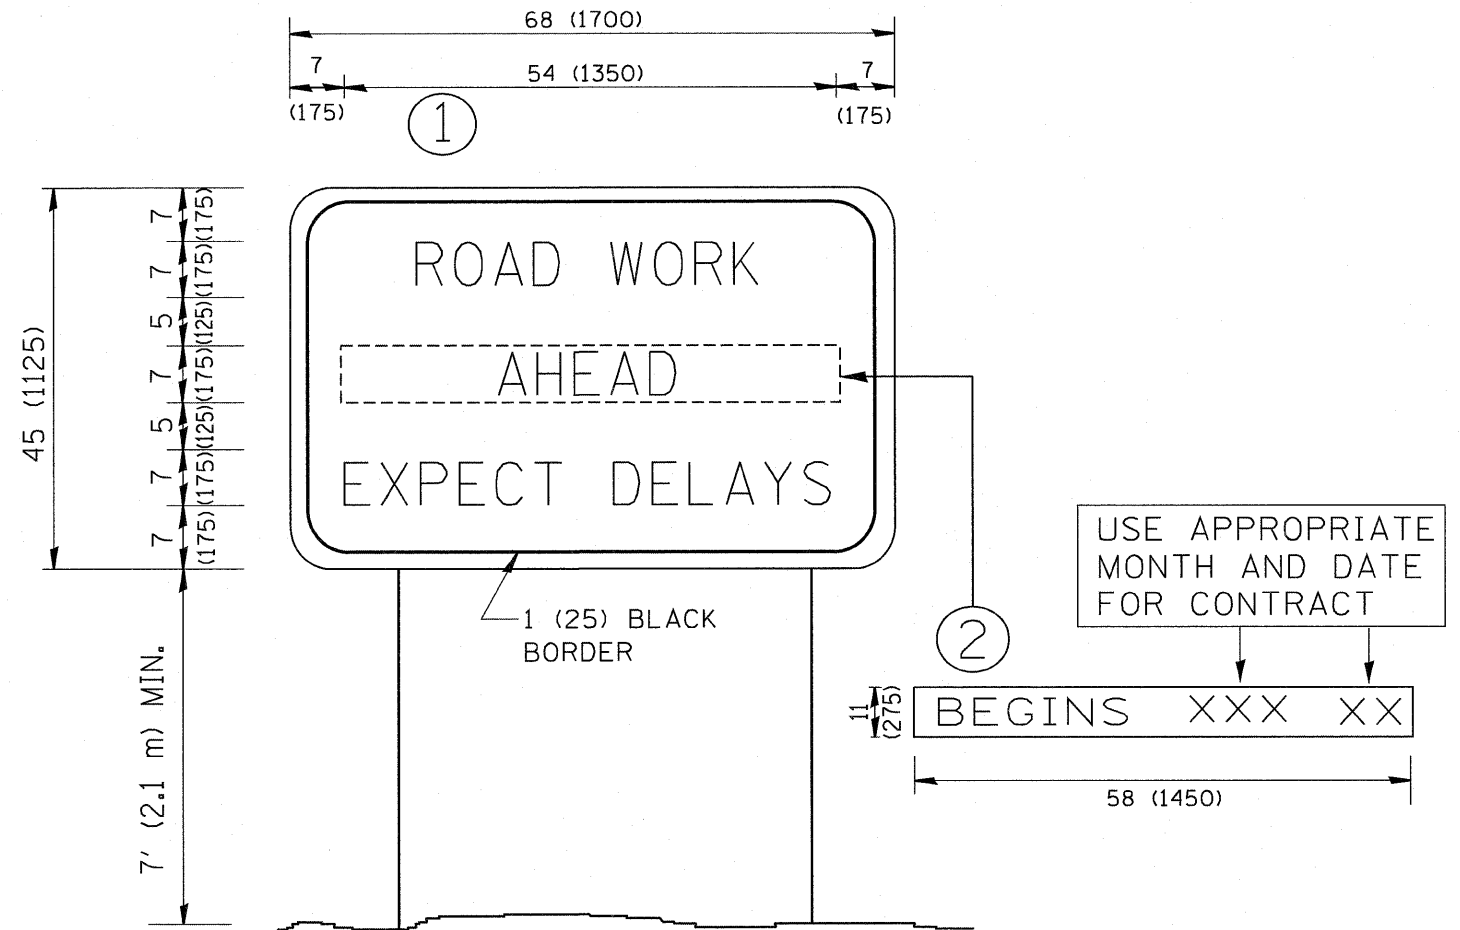 68 (1700)
7 54 (1350) 7
(175) (175)
1
45 (1125)
7 (175)
7 (175)
5 (125)
7 (175)
5 (125)
7 (175)
7 (175)
ROAD WORK
AHEAD
EXPECT DELAYS
1 (25) BLACK
BORDER
7' (2.1 m) MIN.
USE APPROPRIATE
MONTH AND DATE
FOR CONTRACT
2
11
(275)
BEGINS XXX XX
58 (1450)